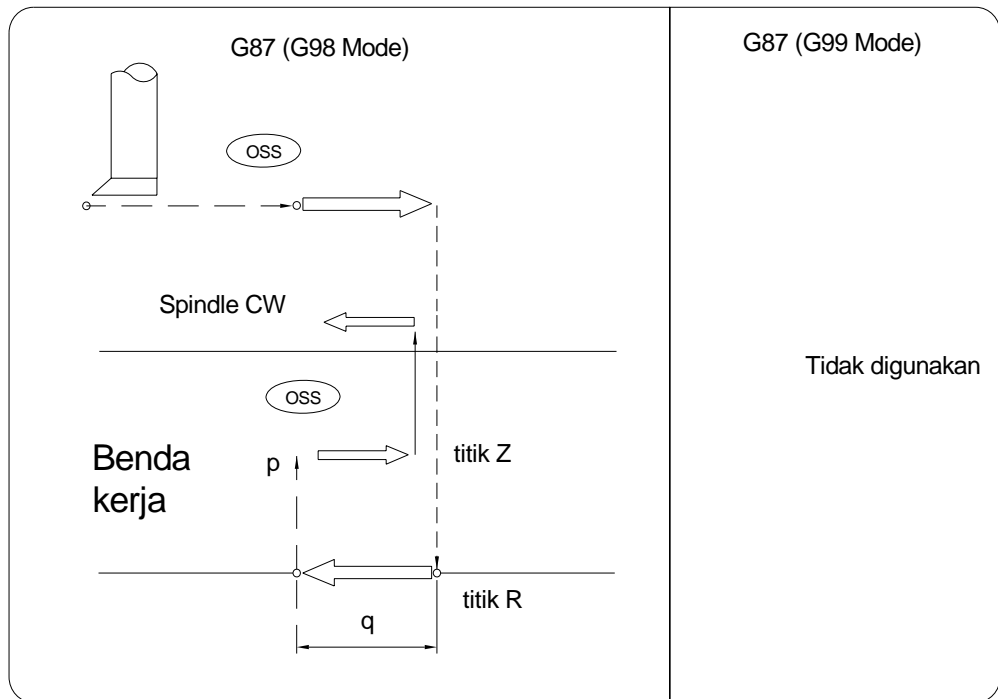 G87 (G98 Mode)
G87 (G99 Mode)
OSS
Spindle CW
OSS
Tidak digunakan
Benda
kerja
p
titik Z
titik R
q